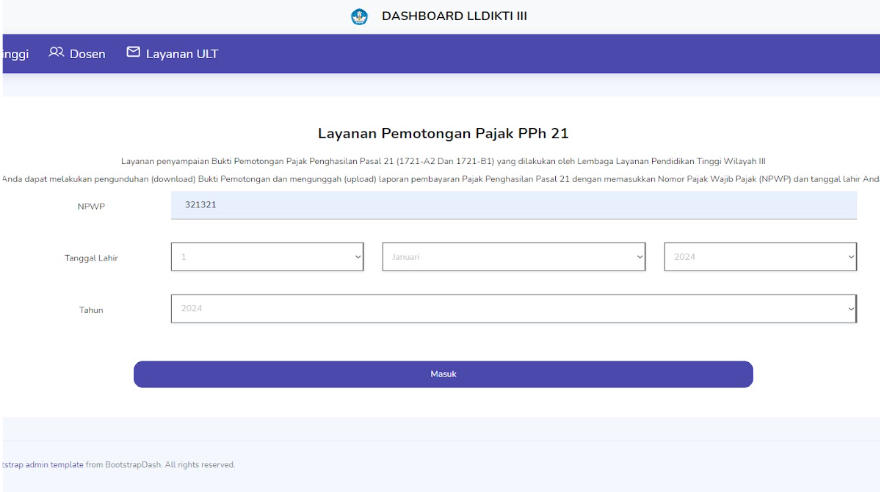 DASHBOARD LLDIKTI III
inggi Dosen Layanan ULT
Layanan Pemotongan Pajak PPh 21
Layanan penyampaian Bukti Pemotongan Pajak Penghasilan Pasal 21 (1721-A2 Dan 1721-B1) yang dilakukan oleh Lembaga Layanan Pendidikan Tinggi Wilayah III
Anda dapat melakukan pengunduhan (download) Bukti Pemotongan dan mengunggah (upload) laporan pembayaran Pajak Penghasilan Pasal 21 dengan memasukkan Nomor Pajak Wajib Pajak (NPWP) dan tanggal lahir And
NPWP 321321
Tanggal Lahir 1 Januari 2024
Tahun 2024
Masuk
tstrap admin template from BootstrapDash. All rights reserved.